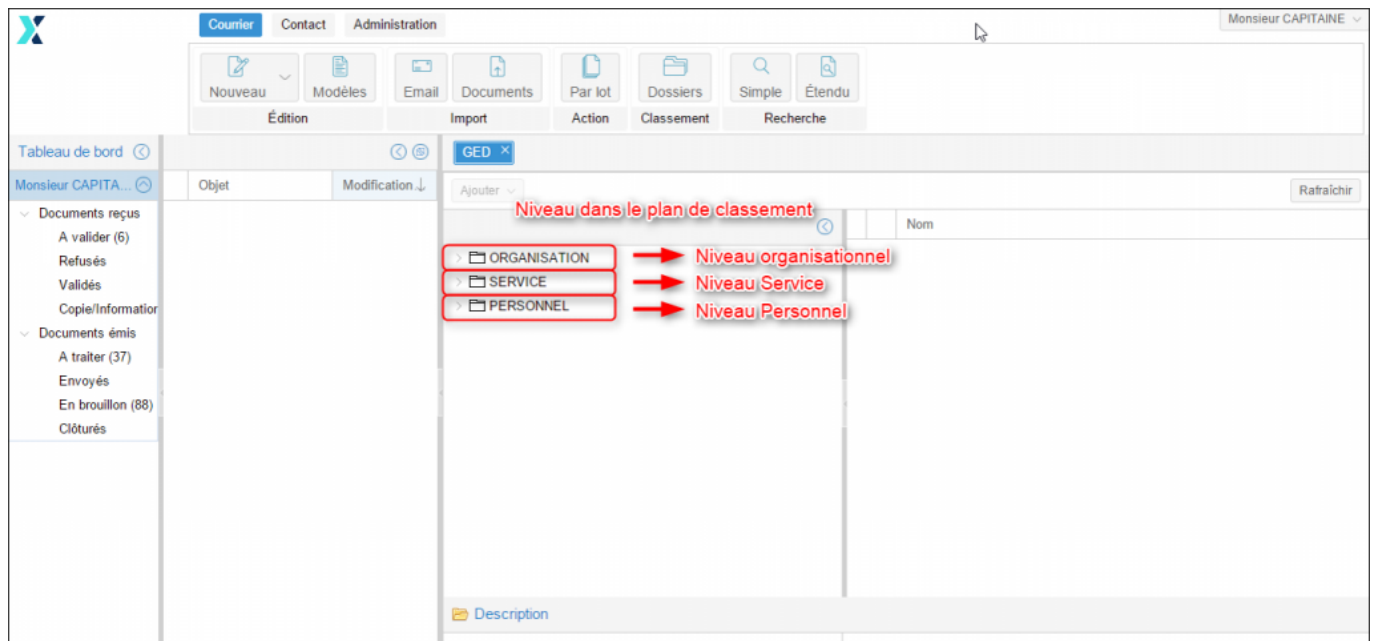 Courrier Contact Administration
Monsieur CAPITAINE
Nouveau Modèles Email Documents Par lot Dossiers Simple Étendu
Édition Import Action Classement Recherche
Tableau de bord
GED ×
Monsieur CAPITA...
Objet Modification
Ajouter
Rafraîchir
Niveau dans le plan de classement
Nom
Documents reçus
A valider (6)
Refusés
Validés
Copie/Information
Documents émis
A traiter (37)
Envoyés
En brouillon (88)
Clôturés
ORGANISATION Niveau organisationnel
SERVICE Niveau Service
PERSONNEL Niveau Personnel
Description